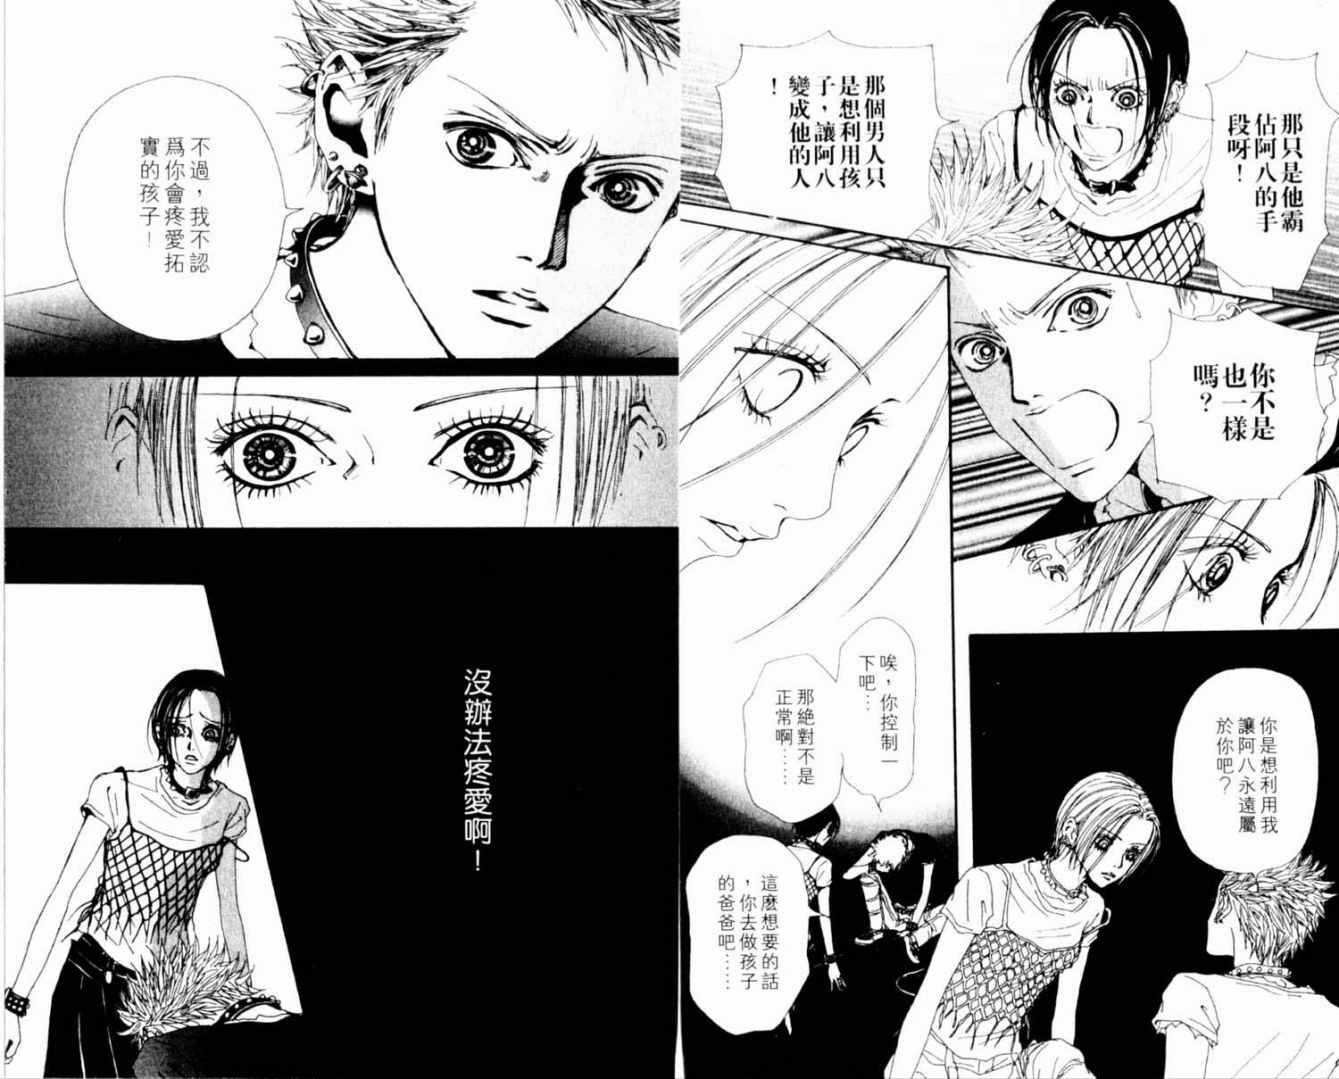 那只是他霸
佔阿八的手
段呀！
那個男人只
是想利用孩
子，讓阿八
變成他的人
！
你不是
也一樣
嗎？
你是想利用我
讓阿八永遠屬
於你吧？
唉，你控制一
下吧…
那絕對不是
正常啊……
這麼想要的話
，你去做孩子
的爸爸吧……
不過，我不認
爲你會疼愛拓
實的孩子！
沒辦法疼愛啊！